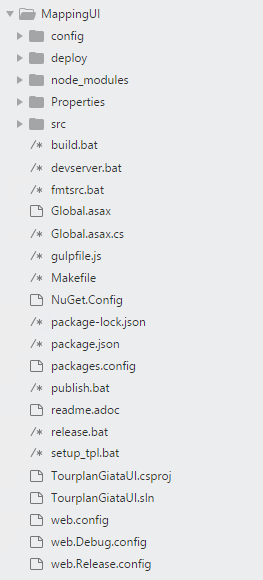 MappingUI
config
deploy
node_modules
Properties
src
/* build.bat
/* devserver.bat
/* fmtsrc.bat
Global.asax
/* Global.asax.cs
/* gulpfile.js
/* Makefile
NuGet.Config
/* package-lock.json
/* package.json
packages.config
/* publish.bat
readme.adoc
/* release.bat
/* setup_tpl.bat
TourplanGiataUI.csproj
TourplanGiataUI.sln
web.config
web.Debug.config
web.Release.config